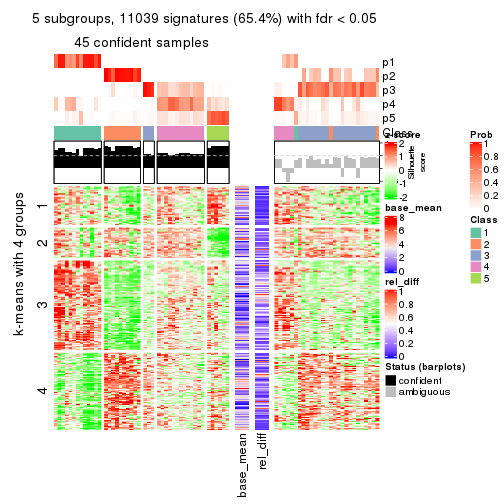 5 subgroups, 11039 signatures (65.4%) with fdr < 0.05
45 confident samples
p1
p2
p3
p4
p5
Class
z-score
2
1
0
-1
-2
Silhouette
score
k-means with 4 groups
1
2
3
4
base_mean
rel_diff
Prob
1
0.8
0.6
0.4
0.2
0
Class
1
2
3
4
5
base_mean
8
6
4
2
0
rel_diff
1
0.8
0.6
0.4
0.2
0
Status (barplots)
confident
ambiguous